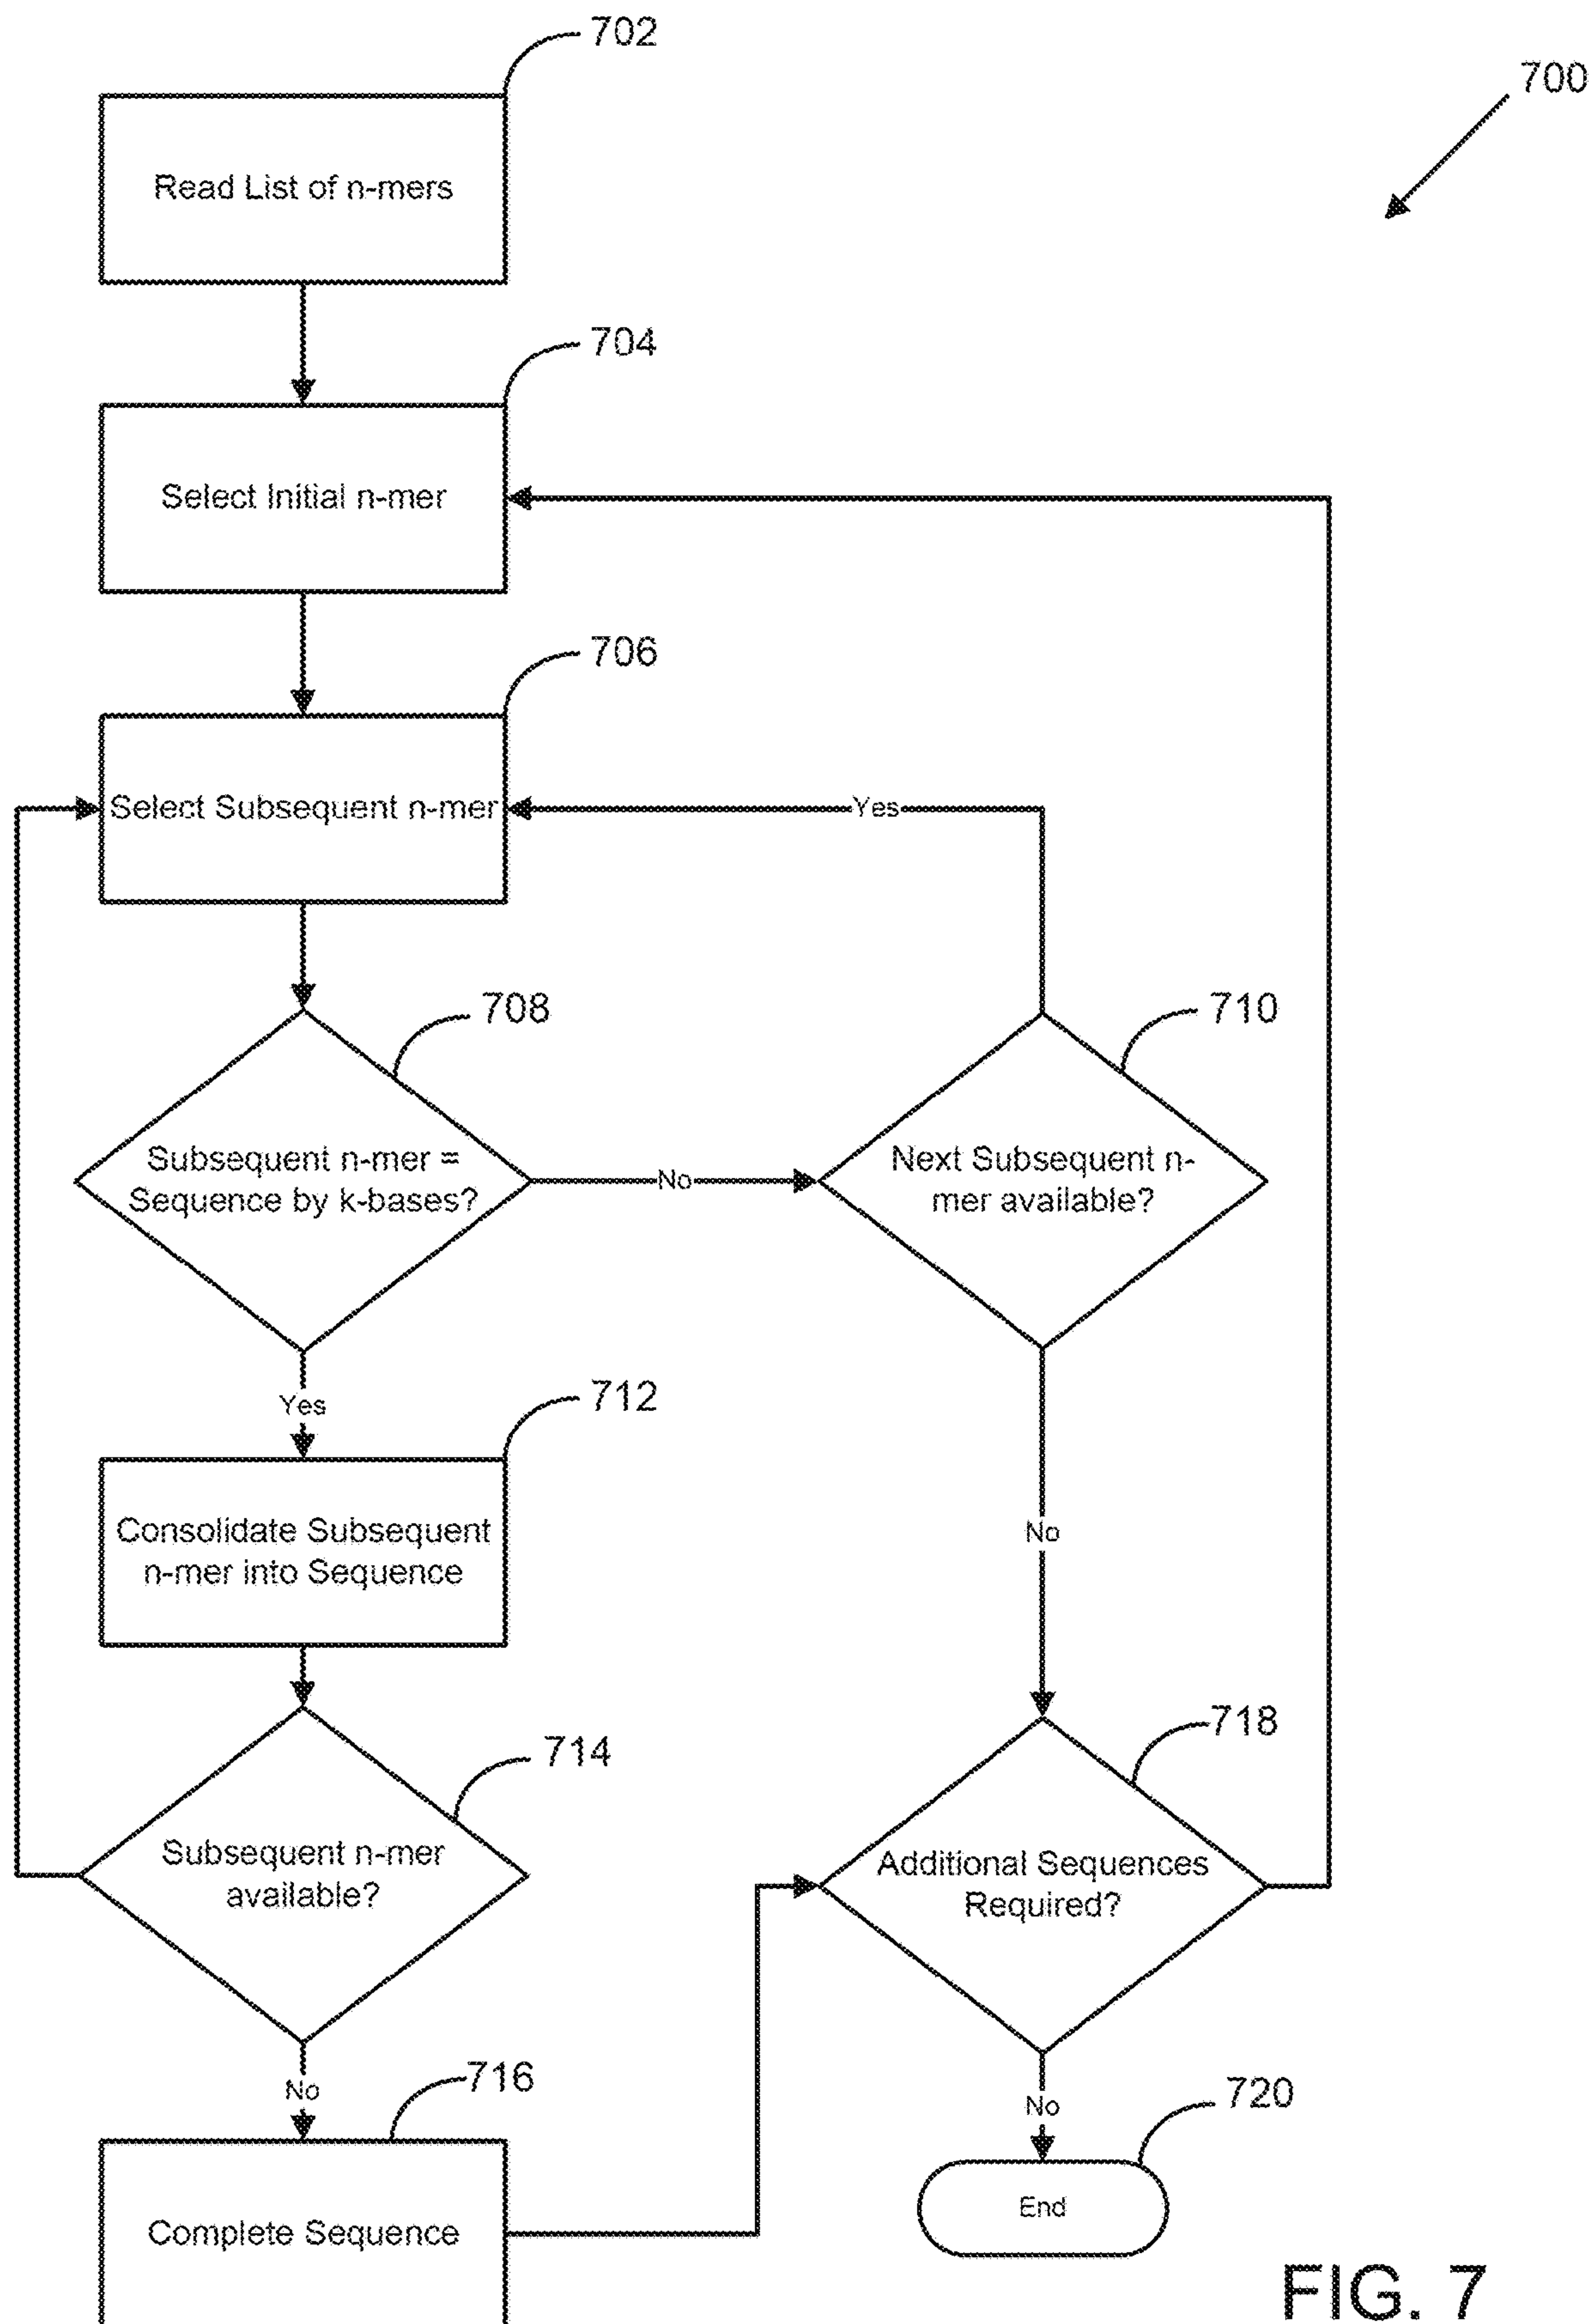 702
700
Read List of n-mers
704
Select Initial n-mer
706
Select Subsequent n-mer
Yes
708
710
Subsequent n-mer =
Sequence by k-bases?
No
Next Subsequent n-
mer available?
Yes
712
Consolidate Subsequent
n-mer into Sequence
No
714
718
Subsequent n-mer
available?
Additional Sequences
Required?
No
716
No
720
Complete Sequence
End
FIG. 7